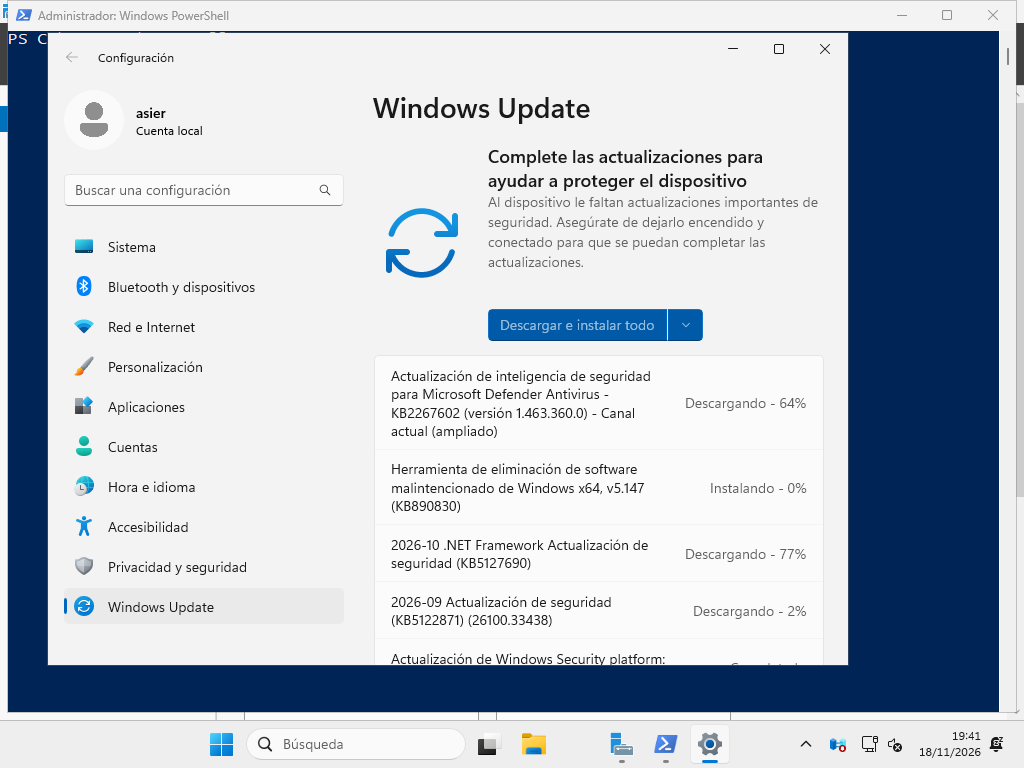 Administrador: Windows PowerShell
PS C
Configuración
asier
Cuenta local
Buscar una configuración
Sistema
Bluetooth y dispositivos
Red e Internet
Personalización
Aplicaciones
Cuentas
Hora e idioma
Accesibilidad
Privacidad y seguridad
Windows Update
Windows Update
Complete las actualizaciones para
ayudar a proteger el dispositivo
Al dispositivo le faltan actualizaciones importantes de
seguridad. Asegúrate de dejarlo encendido y
conectado para que se puedan completar las
actualizaciones.
Descargar e instalar todo
Actualización de inteligencia de seguridad
para Microsoft Defender Antivirus -
KB2267602 (versión 1.463.360.0) - Canal
actual (ampliado)
Descargando - 64%
Herramienta de eliminación de software
malintencionado de Windows x64, v5.147
(KB890830)
Instalando - 0%
2026-10 .NET Framework Actualización de
seguridad (KB5127690)
Descargando - 77%
2026-09 Actualización de seguridad
(KB5122871) (26100.33438)
Descargando - 2%
Actualización de Windows Security platform:
Búsqueda
19:41
18/11/2026